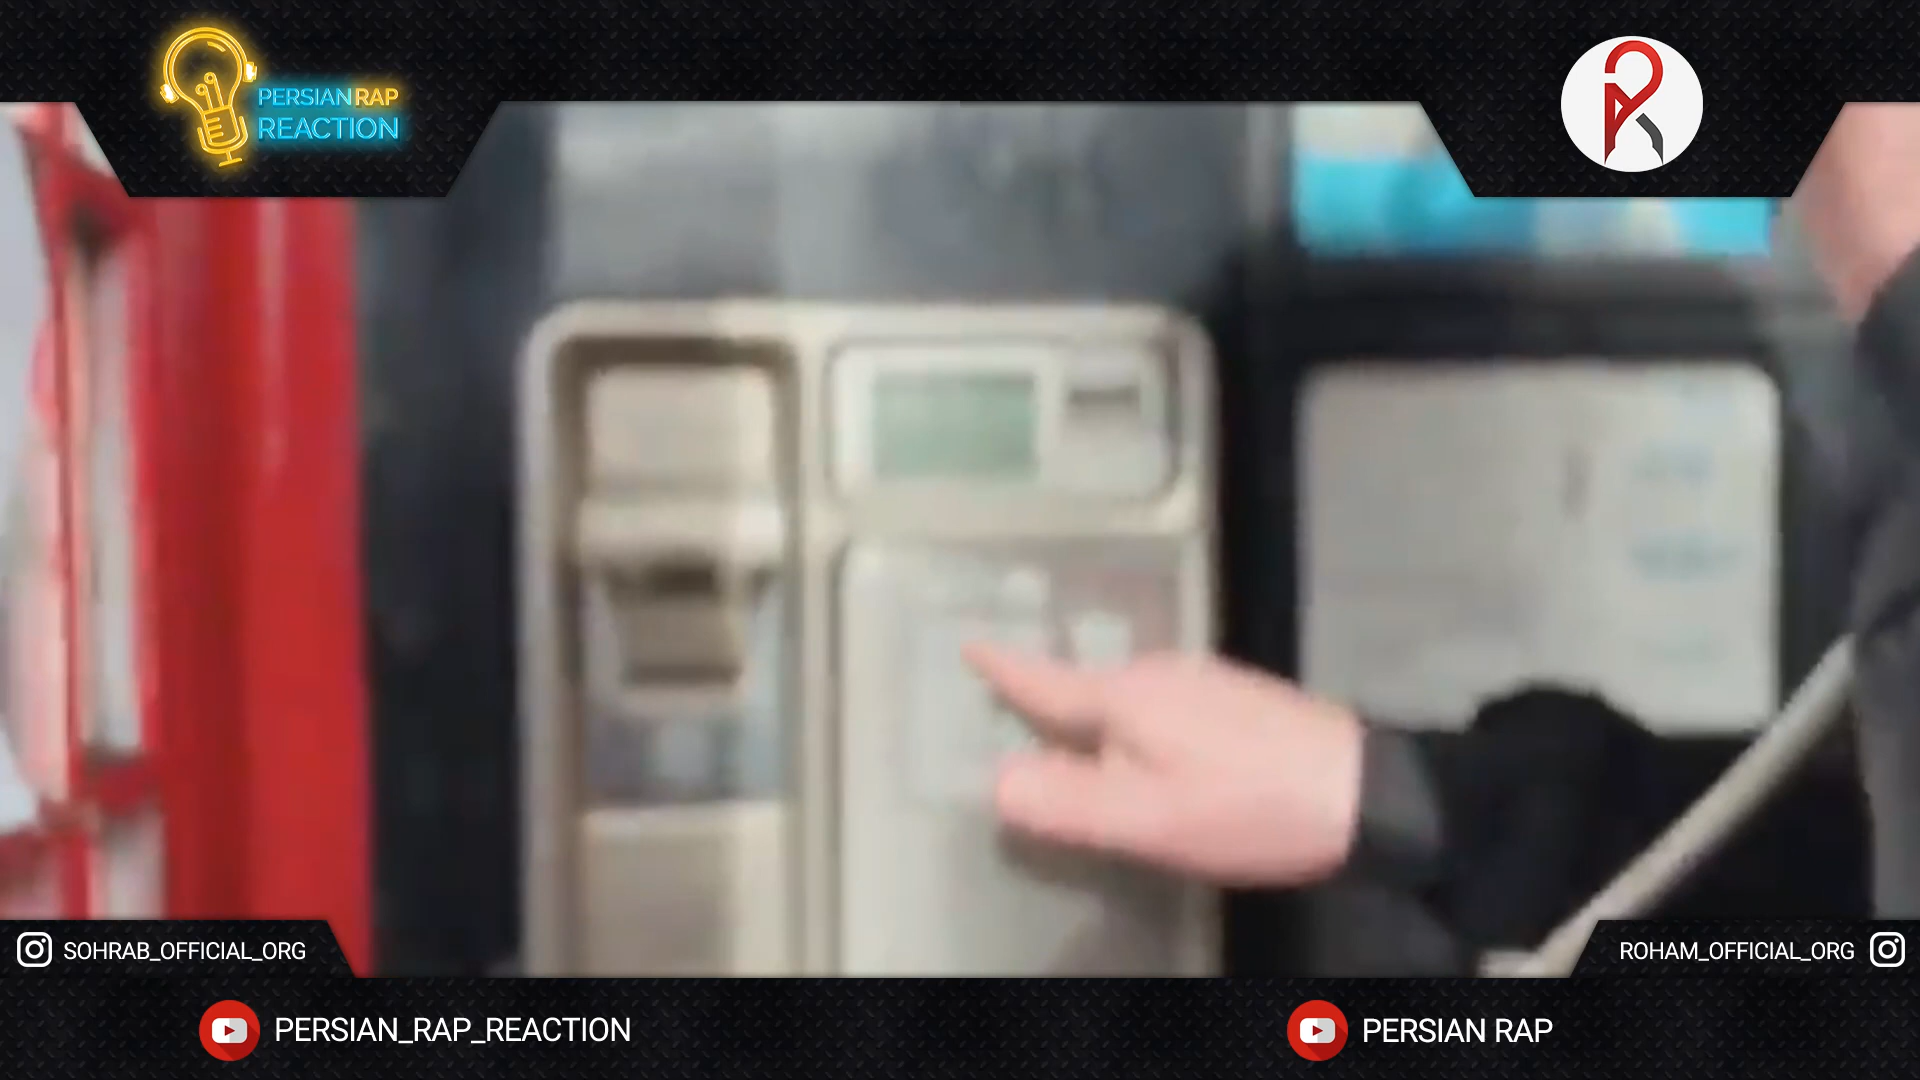 PERSIAN RAP
REACTION
SOHRAB_OFFICIAL_ORG
ROHAM_OFFICIAL_ORG
PERSIAN_RAP_REACTION
PERSIAN RAP